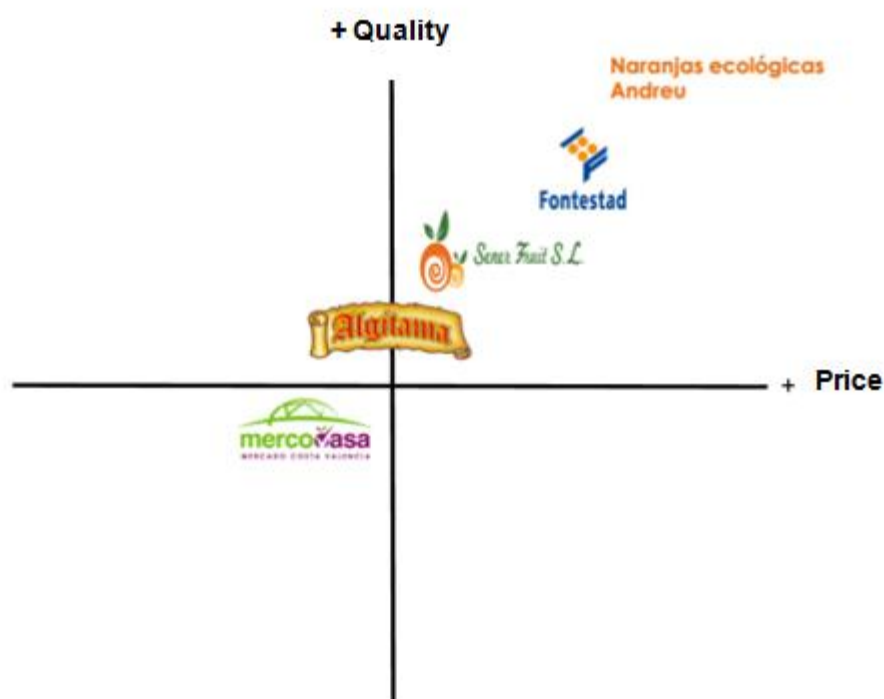 + Quality
Naranjas ecológicas
Andreu
Fontestad
Sener Fruit S.L.
Algitama
+ Price
mercovasa
MERCADO COSTA VALENCIA